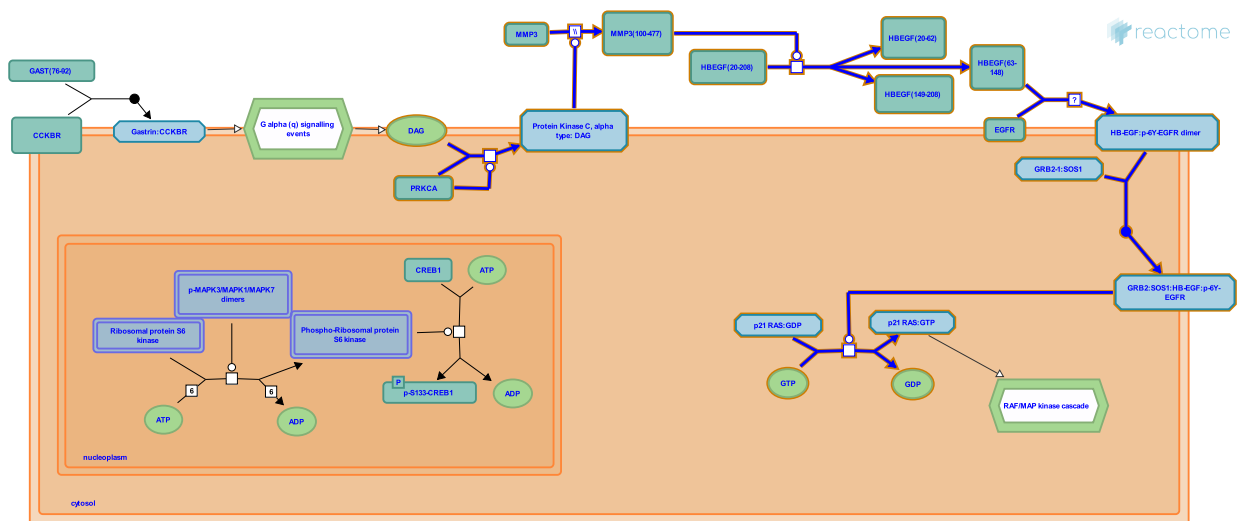 reactome
MMP3
\\
MMP3(100-477)
HBEGF(20-62)
HBEGF(20-208)
HBEGF(63-
148)
HBEGF(149-208)
GAST(76-92)
CCKBR
Gastrin:CCKBR
G alpha (q) signalling
events
DAG
PRKCA
Protein Kinase C, alpha
type: DAG
EGFR
?
HB-EGF:p-6Y-EGFR dimer
GRB2-1:SOS1
GRB2:SOS1:HB-EGF:p-6Y-
EGFR
p-MAPK3/MAPK1/MAPK7
dimers
Ribosomal protein S6
kinase
Phospho-Ribosomal protein
S6 kinase
CREB1
ATP
P
p-S133-CREB1
ADP
6
6
ATP
ADP
p21 RAS:GDP
p21 RAS:GTP
GTP
GDP
RAF/MAP kinase cascade
nucleoplasm
cytosol